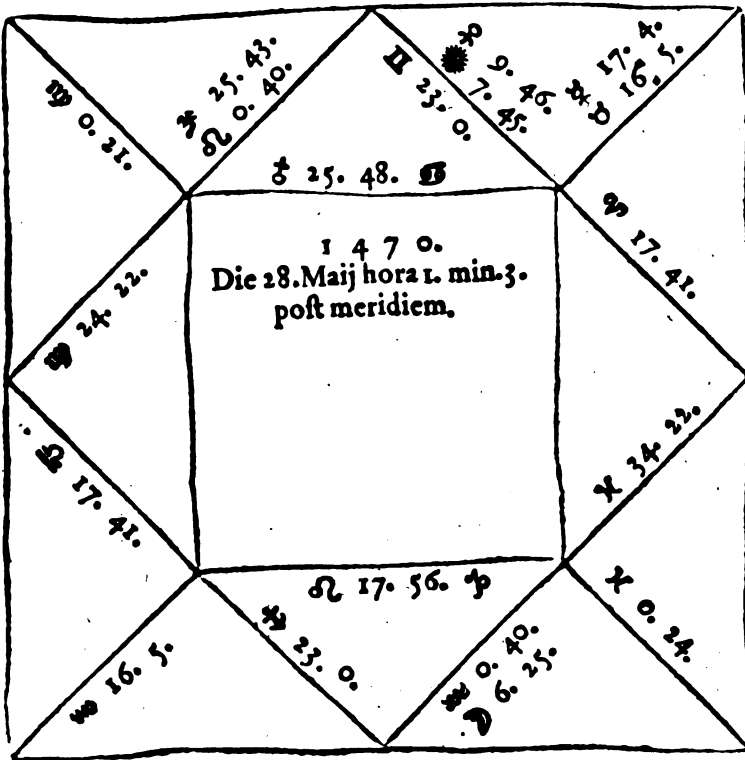 ♃ 25. 43.
♌ 0. 40.
♍ 0. 21.
♊ 23. 0.
9. 46.
7. 45.
17. 4.
♉ 16. 5.
25. 48. ♋
17. 41.
1 4 7 0.
Die 28. Maij hora 1. min. 3.
poſt meridiem.
♍ 24. 22.
♓ 34. 22.
♎ 17. 41.
17. 56. ♑
♐ 23. 0.
16. 5.
♒ 0. 40.
☽ 6. 25.
♓ 0. 24.